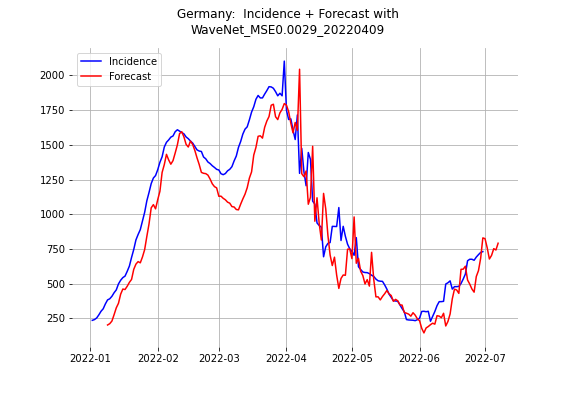 Germany:  Incidence + Forecast with
WaveNet_MSE0.0029_20220409
Incidence
Forecast
2000
1750
1500
1250
1000
750
500
250
2022-01 2022-02 2022-03 2022-04 2022-05 2022-06 2022-07